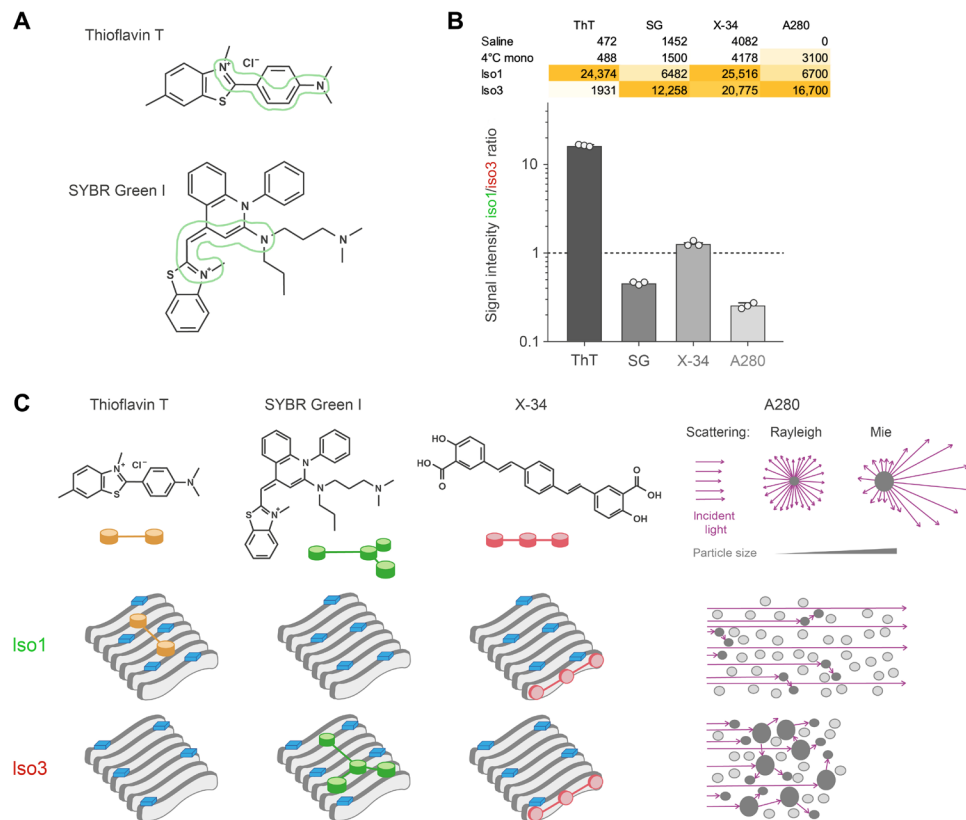 A
Thioflavin T
N+
Cl−
S
N
SYBR Green I
N
N
N
S
N+
B
ThT SG X-34 A280
Saline 472 1452 4082 0
4°C mono 488 1500 4178 3100
Iso1 24,374 6482 25,516 6700
Iso3 1931 12,258 20,775 16,700
Signal intensity iso1/iso3 ratio
10
1
0.1
ThT SG X-34 A280
C
Thioflavin T SYBR Green I X-34 A280
Scattering: Rayleigh Mie
N+
Cl−
S
N
N
N
N
S
N+
HO
HO
O
O
OH
OH
Incident
light
Particle size
Iso1
Iso3